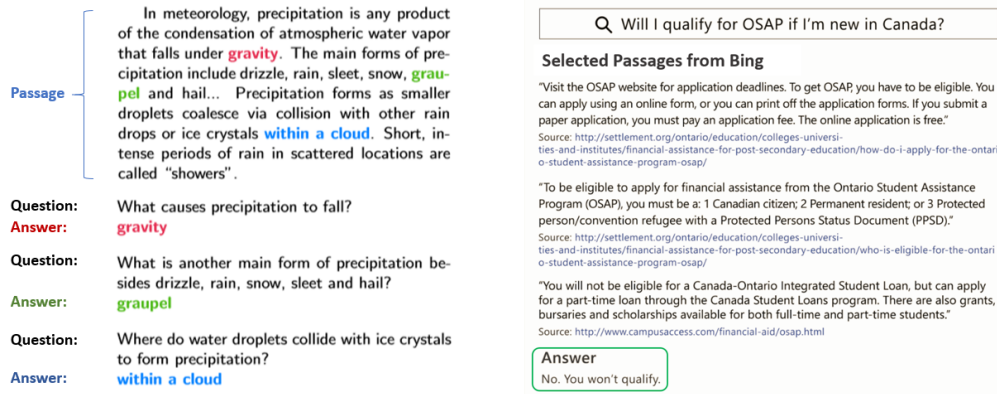 In meteorology, precipitation is any product
of the condensation of atmospheric water vapor
that falls under gravity. The main forms of pre-
cipitation include drizzle, rain, sleet, snow, grau-
pel and hail... Precipitation forms as smaller
droplets coalesce via collision with other rain
drops or ice crystals within a cloud. Short, in-
tense periods of rain in scattered locations are
called "showers".
Passage
Question: What causes precipitation to fall?
Answer: gravity
Question: What is another main form of precipitation be-
sides drizzle, rain, snow, sleet and hail?
Answer: graupel
Question: Where do water droplets collide with ice crystals
to form precipitation?
Answer: within a cloud
Will I qualify for OSAP if I'm new in Canada?
Selected Passages from Bing
"Visit the OSAP website for application deadlines. To get OSAP, you have to be eligible. You
can apply using an online form, or you can print off the application forms. If you submit a
paper application, you must pay an application fee. The online application is free."
Source: http://settlement.org/ontario/education/colleges-universi-
ties-and-institutes/financial-assistance-for-post-secondary-education/how-do-i-apply-for-the-ontari
o-student-assistance-program-osap/
"To be eligible to apply for financial assistance from the Ontario Student Assistance
Program (OSAP), you must be a: 1 Canadian citizen; 2 Permanent resident; or 3 Protected
person/convention refugee with a Protected Persons Status Document (PPSD)."
Source: http://settlement.org/ontario/education/colleges-universi-
ties-and-institutes/financial-assistance-for-post-secondary-education/who-is-eligible-for-the-ontari
o-student-assistance-program-osap/
"You will not be eligible for a Canada-Ontario Integrated Student Loan, but can apply
for a part-time loan through the Canada Student Loans program. There are also grants,
bursaries and scholarships available for both full-time and part-time students."
Source: http://www.campusaccess.com/financial-aid/osap.html
Answer
No. You won't qualify.